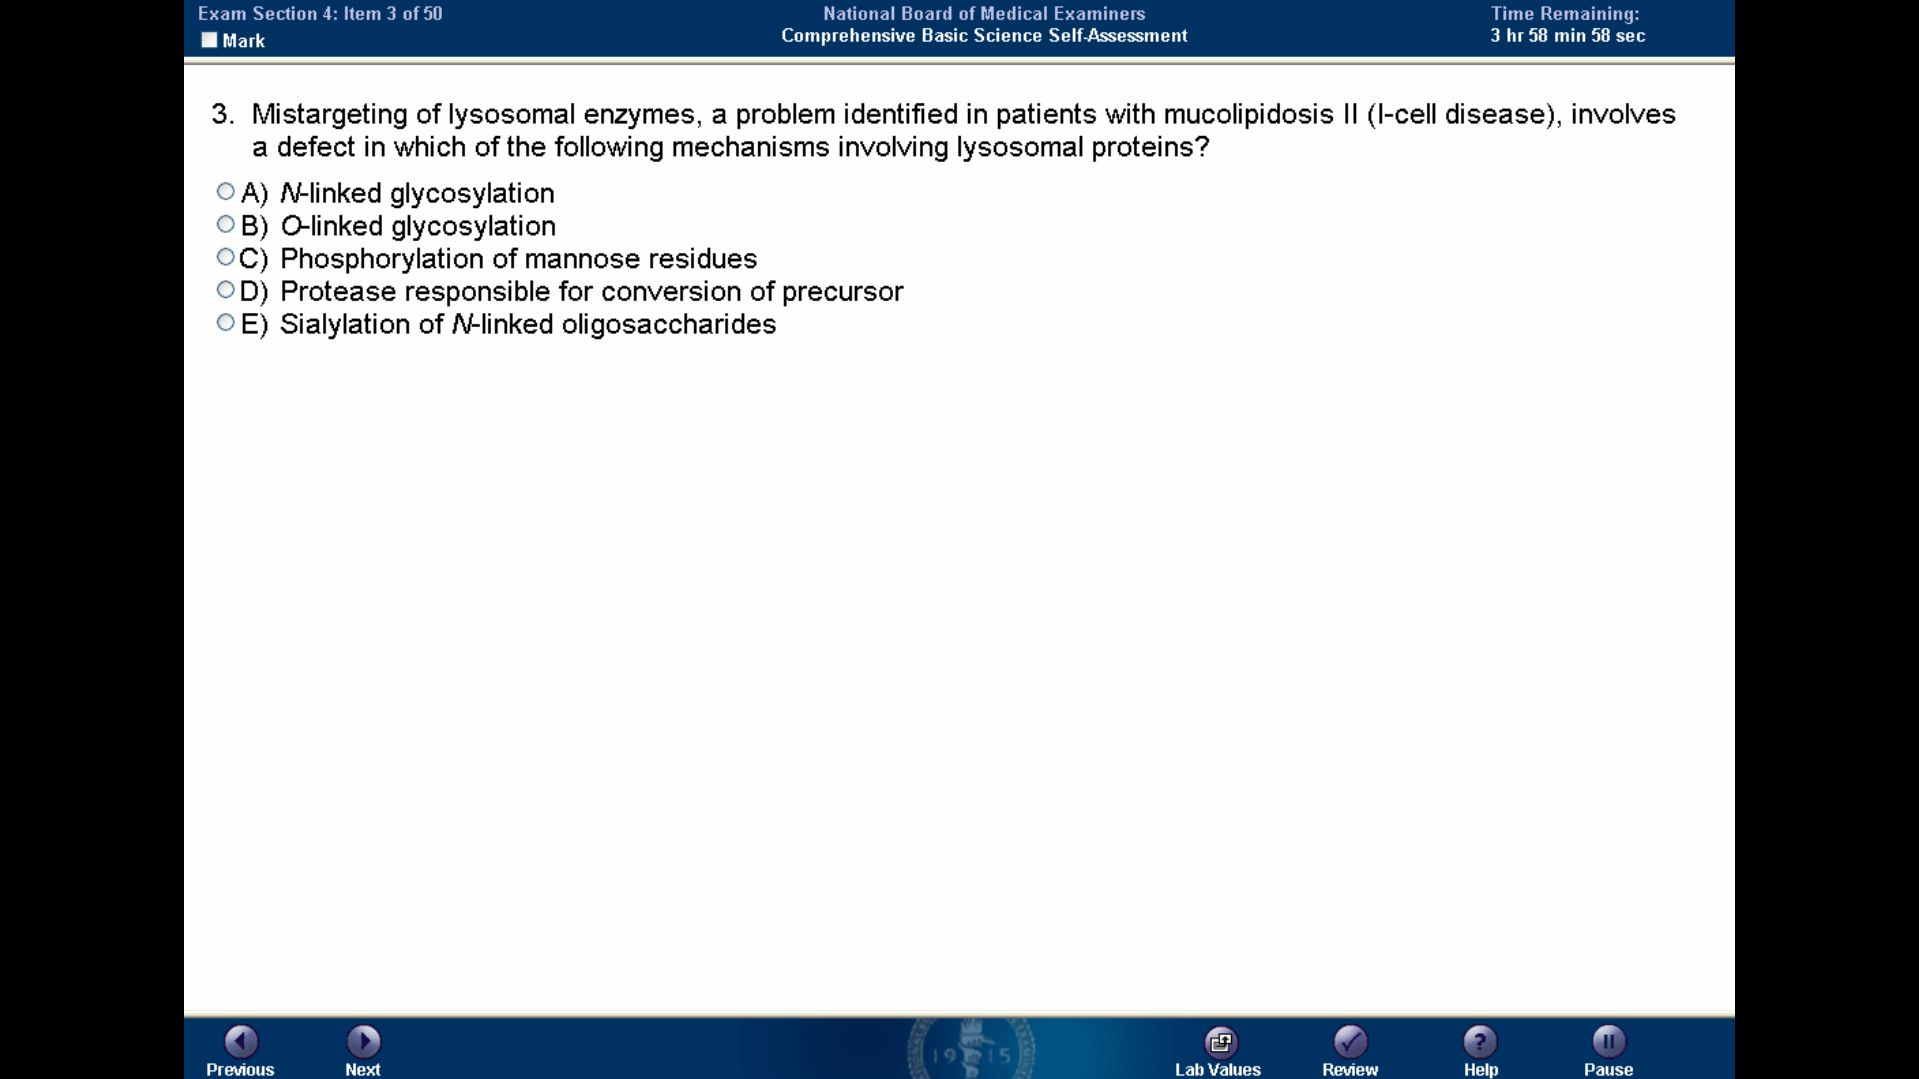 Exam Section 4: Item 3 of 50
National Board of Medical Examiners
Time Remaining:
Mark
Comprehensive Basic Science Self-Assessment
3 hr 58 min 58 sec
3. Mistargeting of lysosomal enzymes, a problem identified in patients with mucolipidosis II (I-cell disease), involves
a defect in which of the following mechanisms involving lysosomal proteins?
A) N-linked glycosylation
B) O-linked glycosylation
C) Phosphorylation of mannose residues
D) Protease responsible for conversion of precursor
E) Sialylation of N-linked oligosaccharides
19 15
Previous
Next
Lab Values
Review
Help
Pause